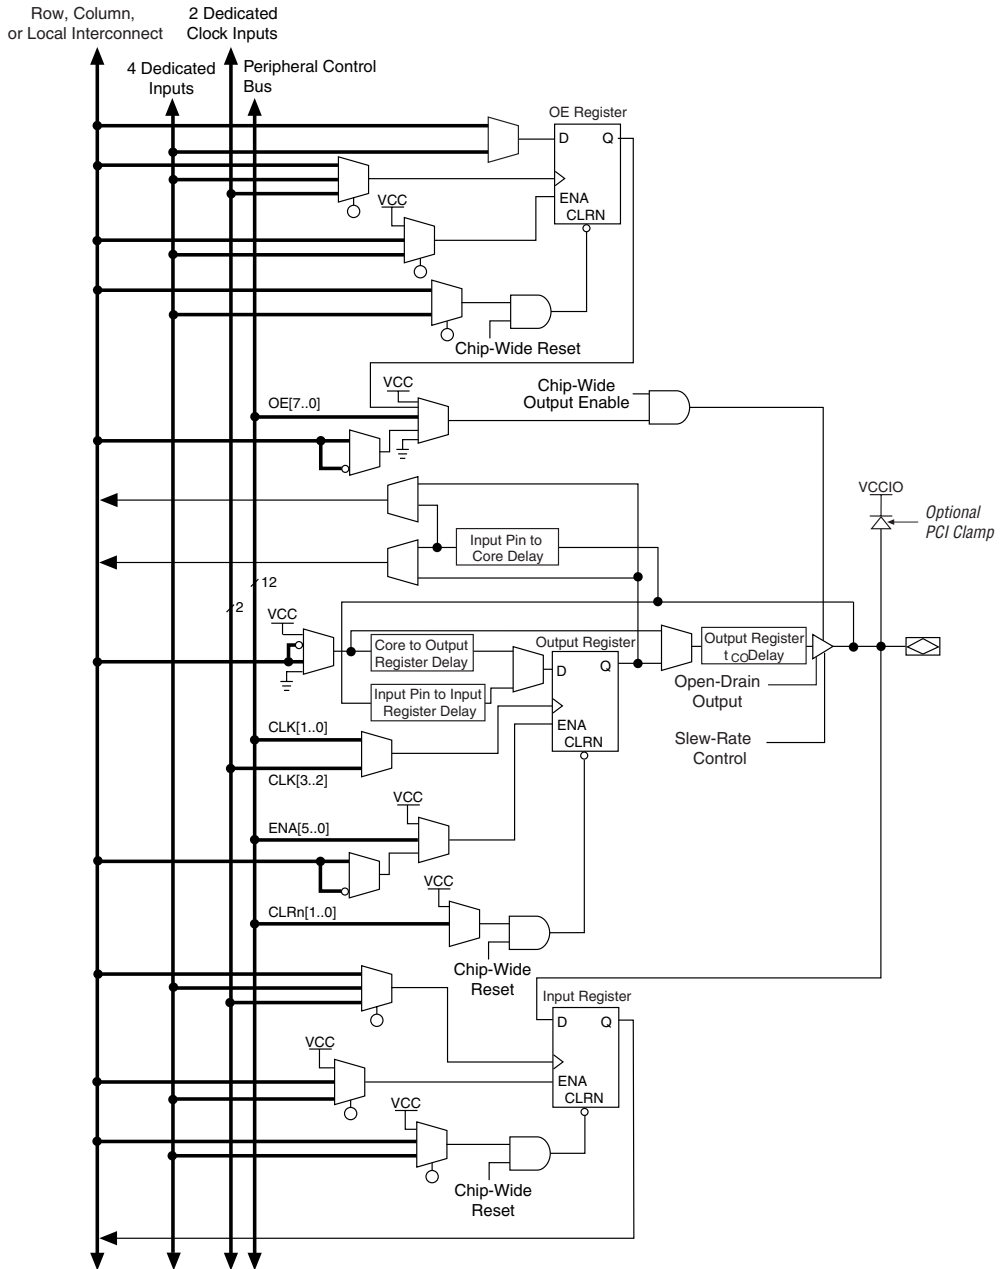 Row, Column,
or Local Interconnect
2 Dedicated
Clock Inputs
4 Dedicated
Inputs
Peripheral Control
Bus
OE Register
D Q
ENA
CLRN
VCC
Chip-Wide Reset
VCC
OE[7..0]
Chip-Wide
Output Enable
VCCIO
Optional
PCI Clamp
Input Pin to
Core Delay
12
2
VCC
Core to Output
Register Delay
Input Pin to Input
Register Delay
Output Register
D Q
ENA
CLRN
Output Register
t CO Delay
Open-Drain
Output
Slew-Rate
Control
CLK[1..0]
CLK[3..2]
VCC
ENA[5..0]
VCC
CLRn[1..0]
Chip-Wide
Reset
Input Register
D Q
ENA
CLRN
VCC
VCC
Chip-Wide
Reset